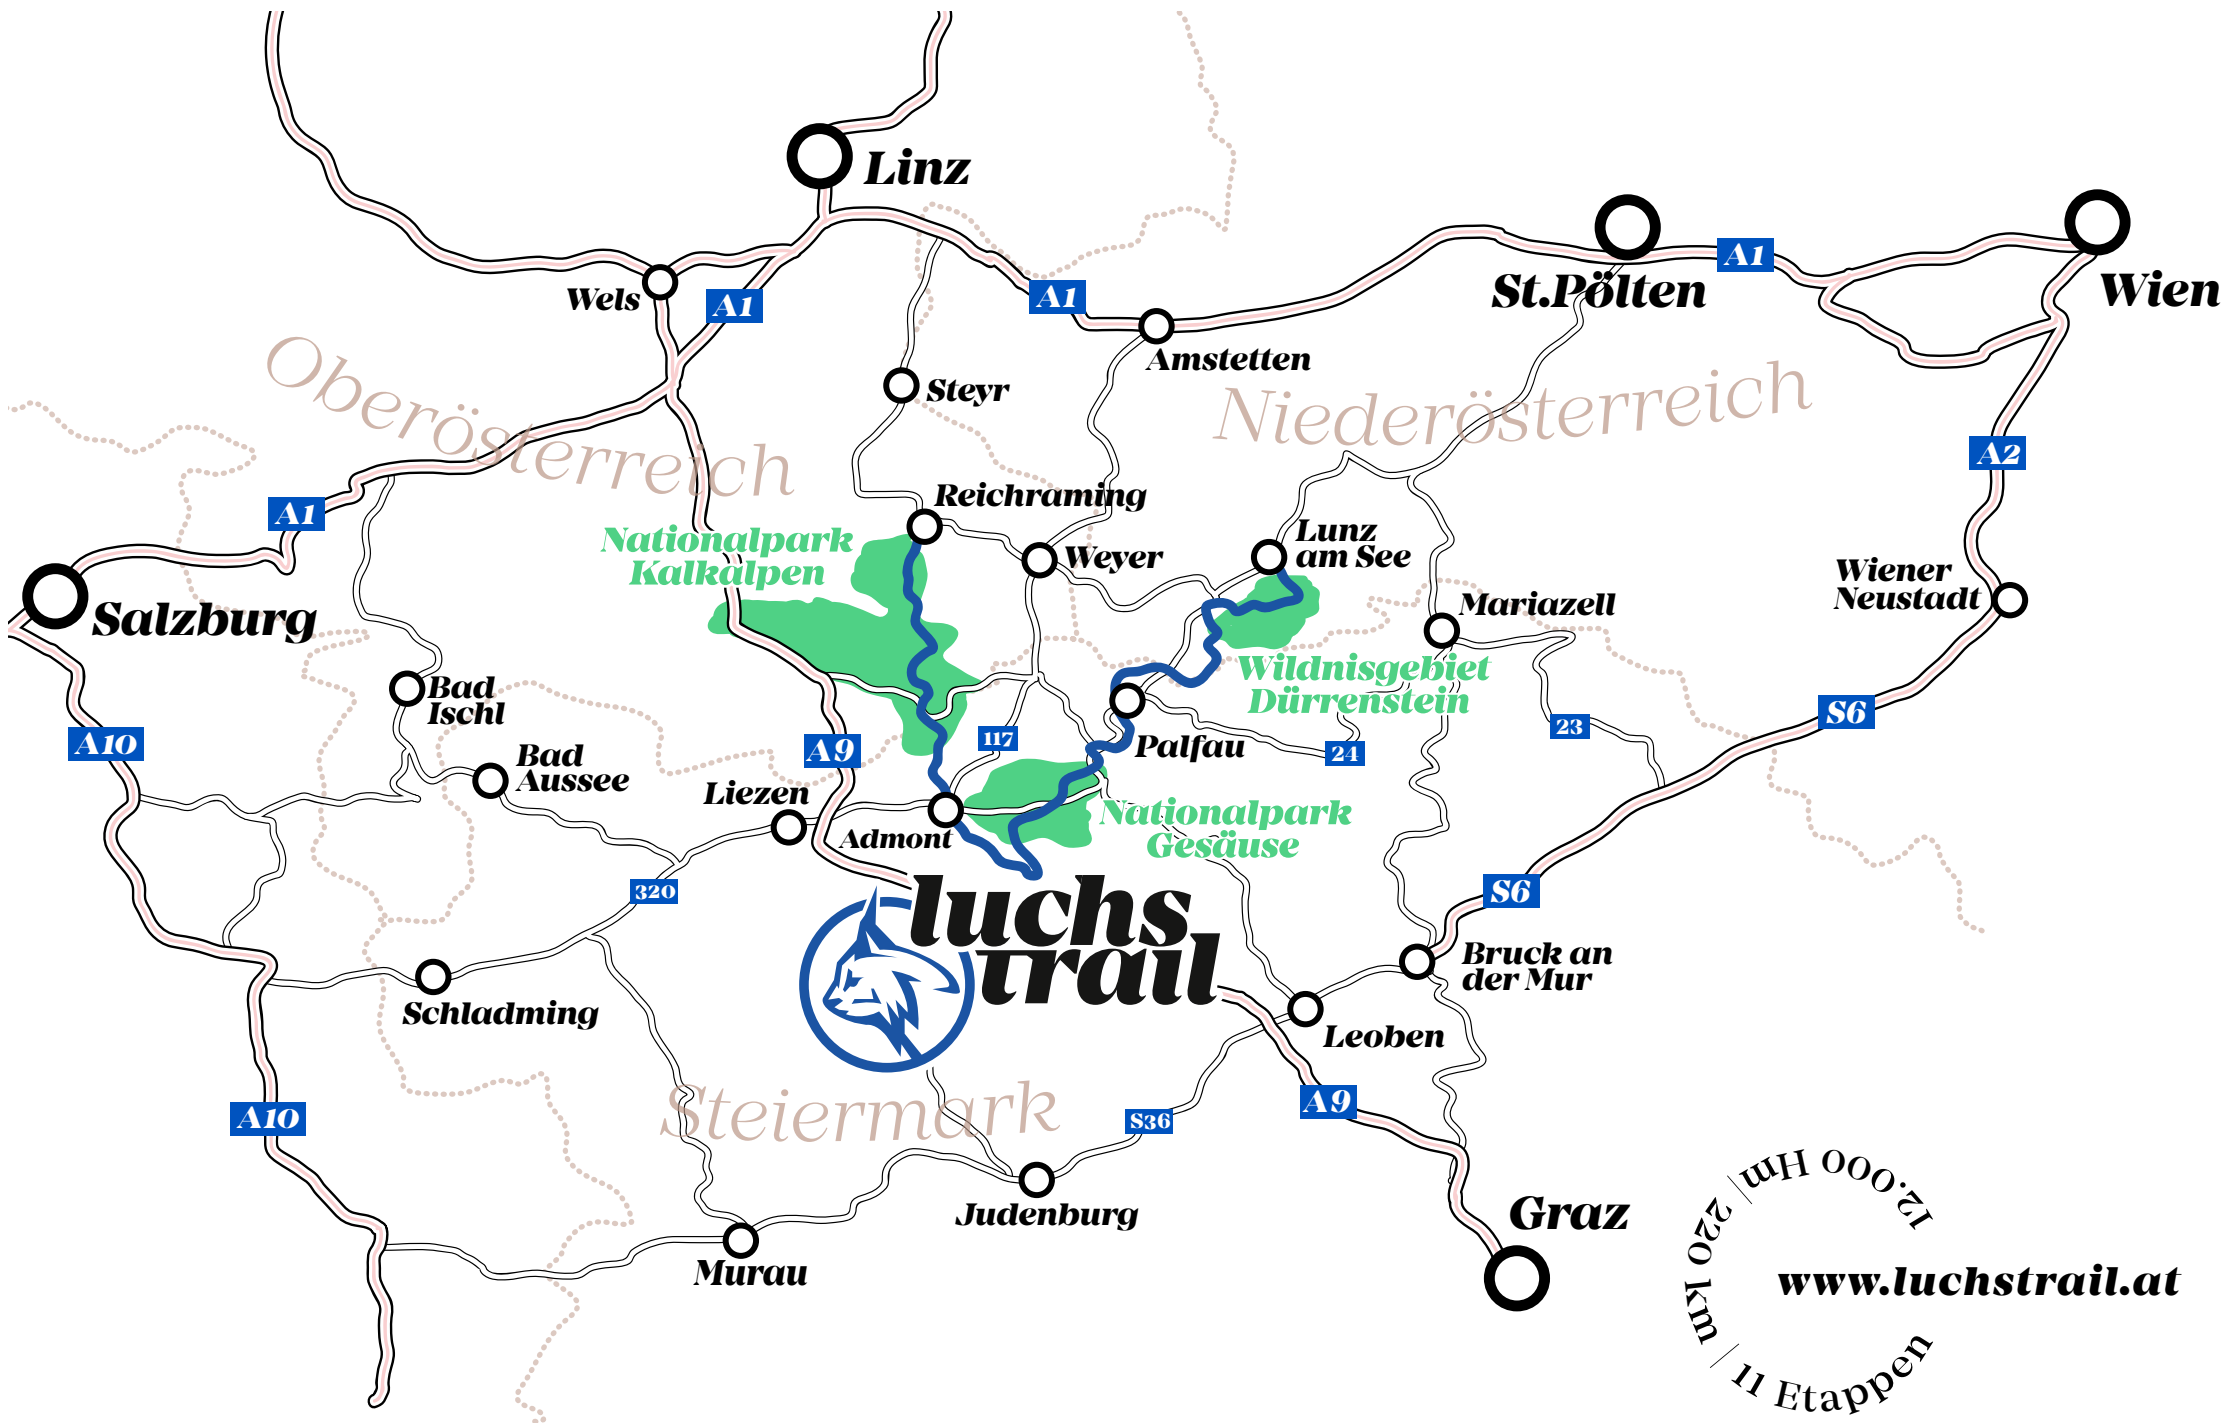 Linz
Wels
A1
A1
Amstetten
St.Pölten
A1
Wien
Oberösterreich
Steyr
Niederösterreich
A2
A1
Reichraming
Nationalpark
Kalkalpen
Weyer
Lunz
am See
Wiener
Neustadt
Salzburg
Mariazell
Bad
Ischl
Wildnisgebiet
Dürrenstein
A10
Bad
Aussee
A9
117
Palfau
24
23
S6
Liezen
Admont
Nationalpark
Gesäuse
320
S6
luchs
trail
Schladming
Bruck an
der Mur
Leoben
A10
Steiermark
S36
A9
Judenburg
Murau
Graz
11 Etappen | 220 km | 12.000 Hm
www.luchstrail.at